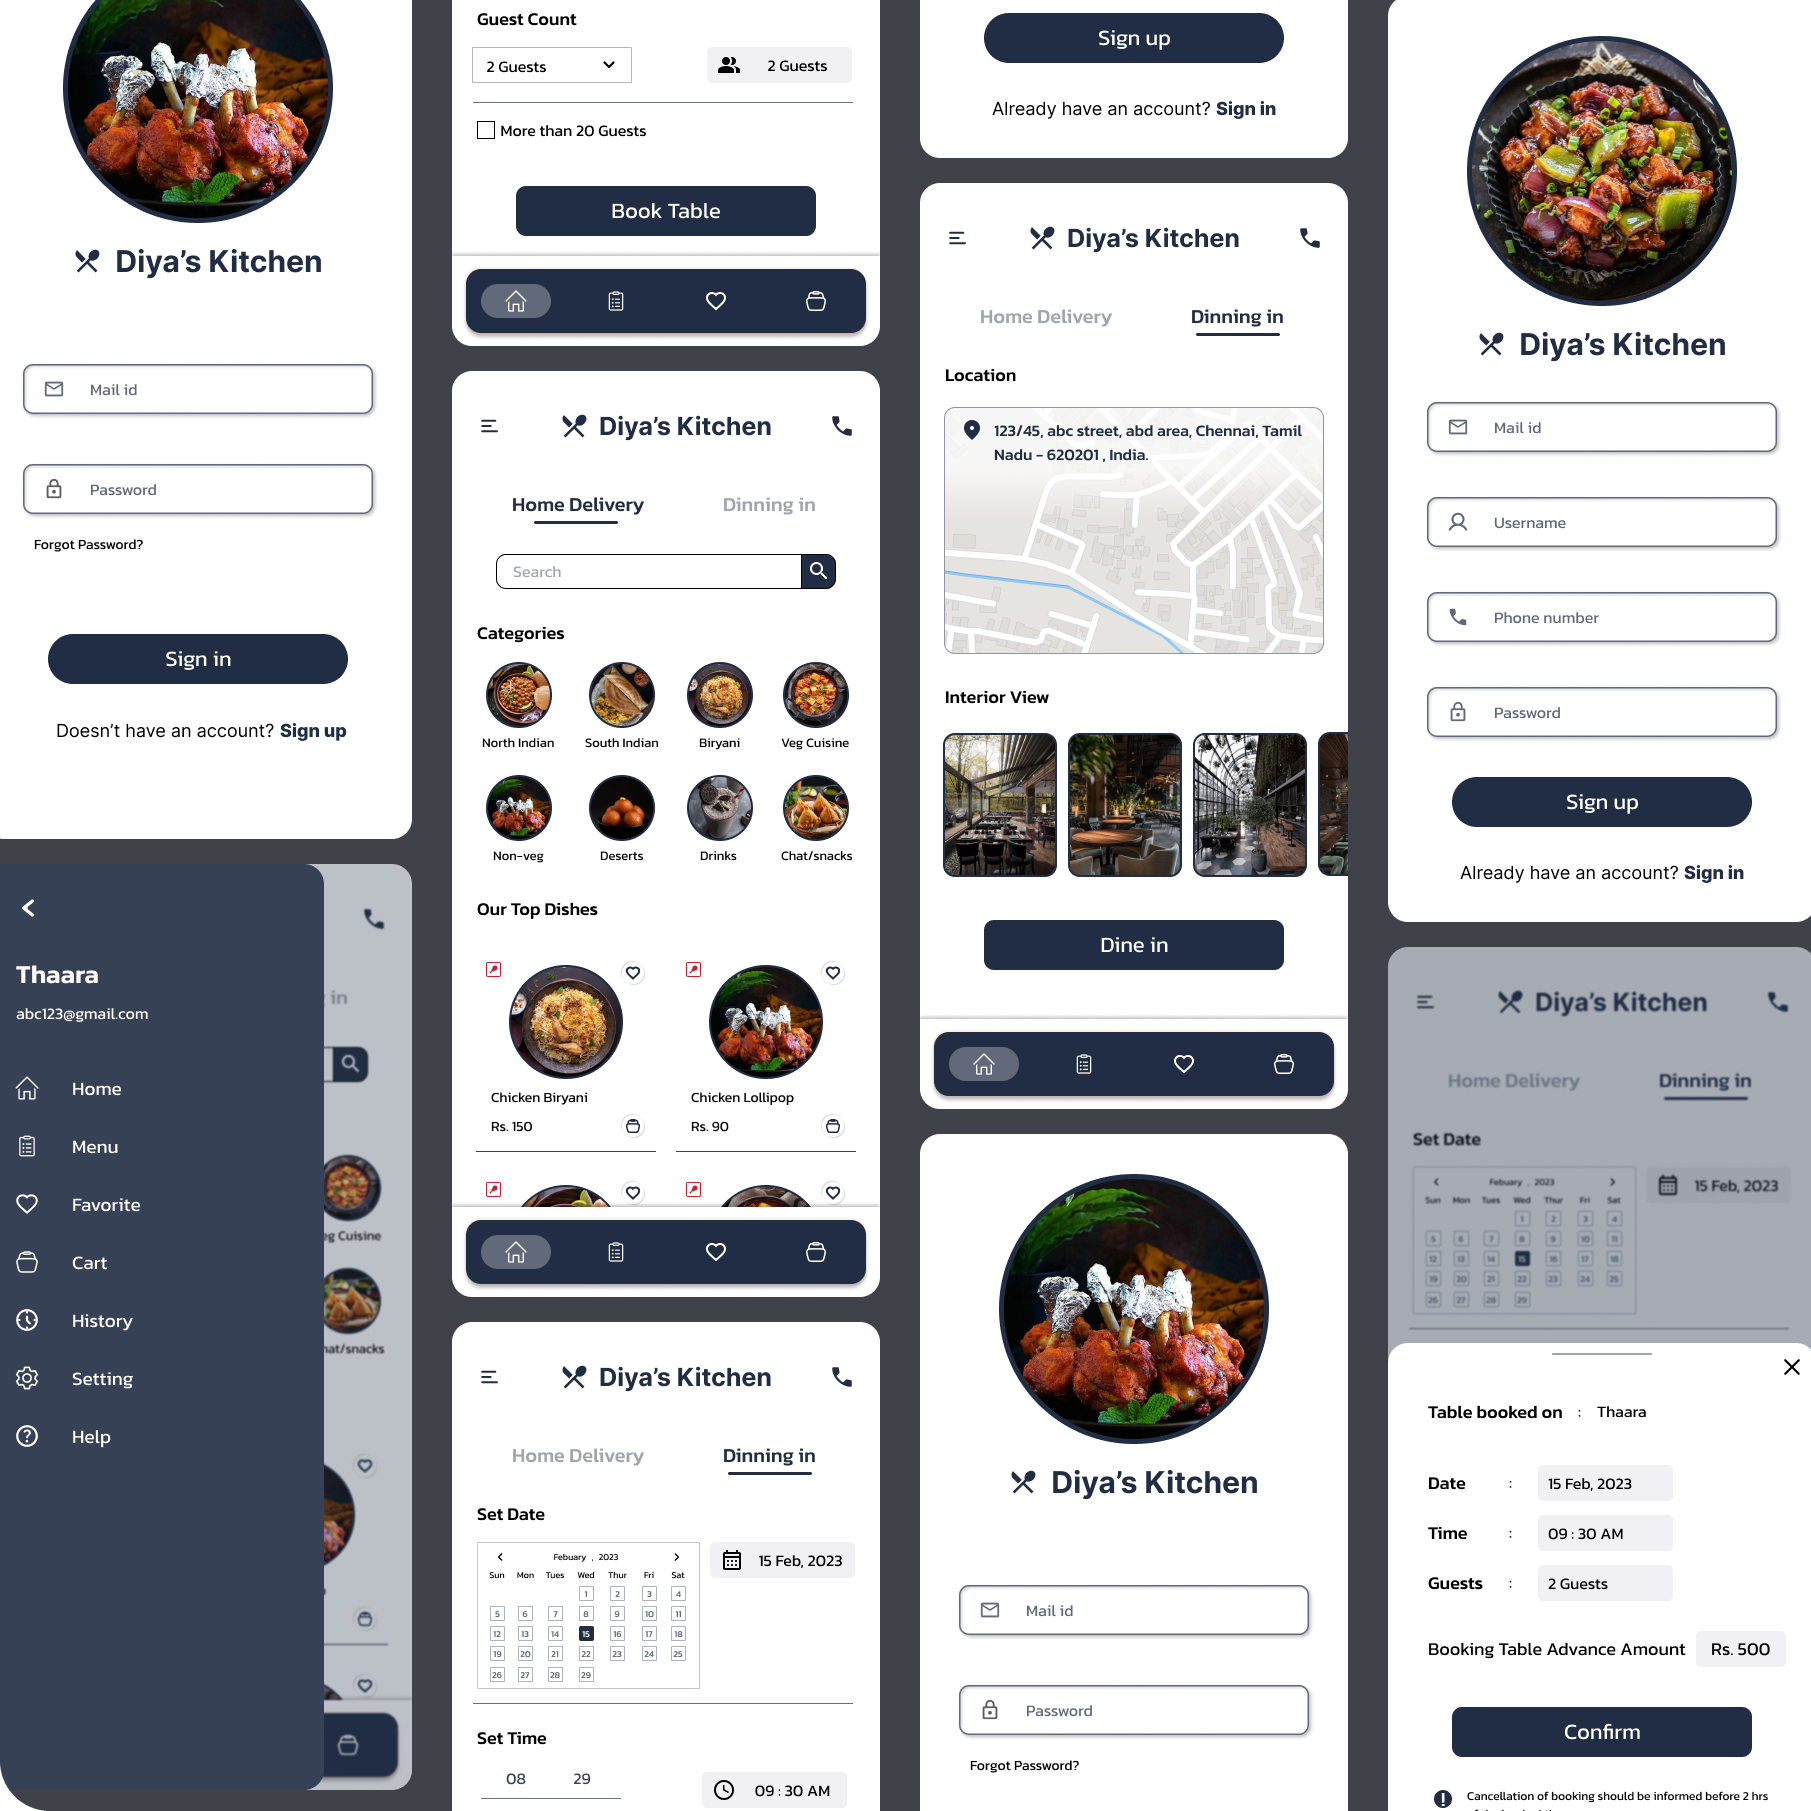 Diya's Kitchen
Mail id
Password
Forgot Password?
Sign in
Doesn't have an account? Sign up
Thaara
abc123@gmail.com
Home
Menu
Favorite
Cart
History
Setting
Help
in
eg Cuisine
hat/snacks
Guest Count
2 Guests
2 Guests
More than 20 Guests
Book Table
Diya's Kitchen
Home Delivery Dinning in
Search
Categories
North Indian South Indian Biryani Veg Cuisine
Non-veg Deserts Drinks Chat/snacks
Our Top Dishes
Chicken Biryani Chicken Lollipop
Rs. 150 Rs. 90
Diya's Kitchen
Home Delivery Dinning in
Set Date
Febuary , 2023
15 Feb, 2023
Sun Mon Tues Wed Thur Fri Sat
1 2 3 4
5 6 7 8 9 10 11
12 13 14 15 16 17 18
19 20 21 22 23 24 25
26 27 28 29
Set Time
08 29
09 : 30 AM
Sign up
Already have an account? Sign in
Diya's Kitchen
Home Delivery Dinning in
Location
123/45, abc street, abd area, Chennai, Tamil
Nadu - 620201 , India.
Interior View
Dine in
Diya's Kitchen
Mail id
Password
Forgot Password?
Diya's Kitchen
Mail id
Username
Phone number
Password
Sign up
Already have an account? Sign in
Diya's Kitchen
Home Delivery Dinning in
Set Date
Febuary , 2023
15 Feb, 2023
Sun Mon Tues Wed Thur Fri Sat
1 2 3 4
5 6 7 8 9 10 11
12 13 14 15 16 17 18
19 20 21 22 23 24 25
26 27 28 29
Table booked on : Thaara
Date : 15 Feb, 2023
Time : 09 : 30 AM
Guests : 2 Guests
Booking Table Advance Amount Rs. 500
Confirm
Cancellation of booking should be informed before 2 hrs